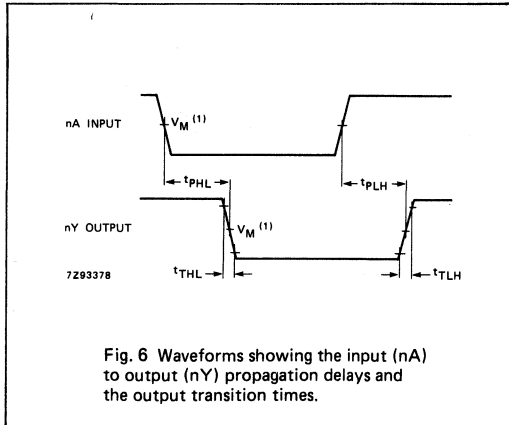 nA INPUT
VM (1)
tPHL
tPLH
nY OUTPUT
VM (1)
7Z93378
tTHL
tTLH
Fig. 6 Waveforms showing the input (nA)
to output (nY) propagation delays and
the output transition times.